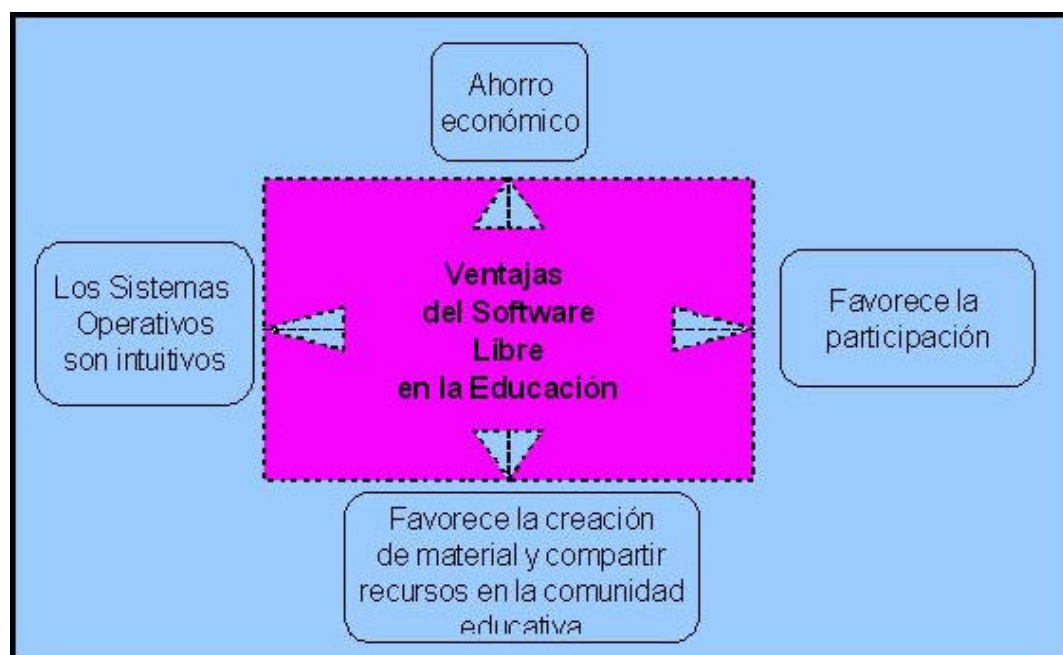 Ahorro
económico
Los Sistemas
Operativos
son intuitivos
Ventajas
del Software
Libre
en la Educación
Favorece la
participación
Favorece la creación
de material y compartir
recursos en la comunidad
educativa